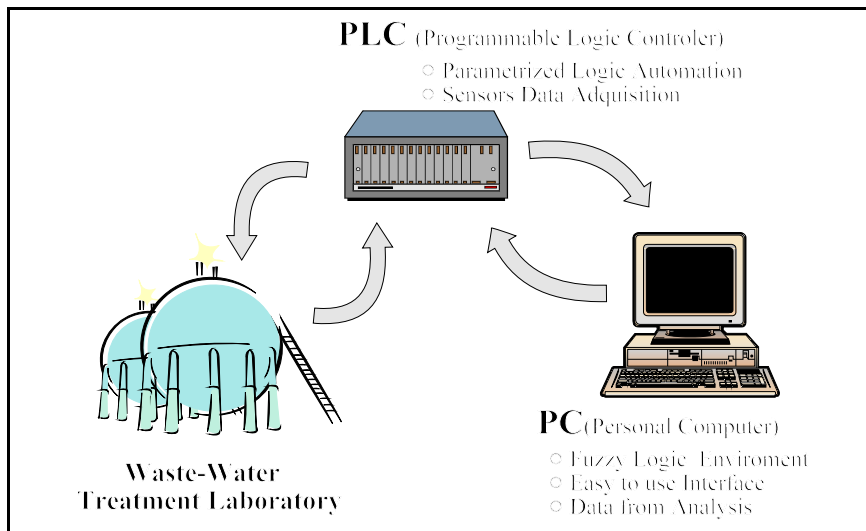 PLC (Programmable Logic Controler)
○ Parametrized Logic Automation
○ Sensors Data Adquisition
PC (Personal Computer)
○ Fuzzy Logic Enviroment
○ Easy to use Interface
○ Data from Analysis
Waste-Water
Treatment Laboratory